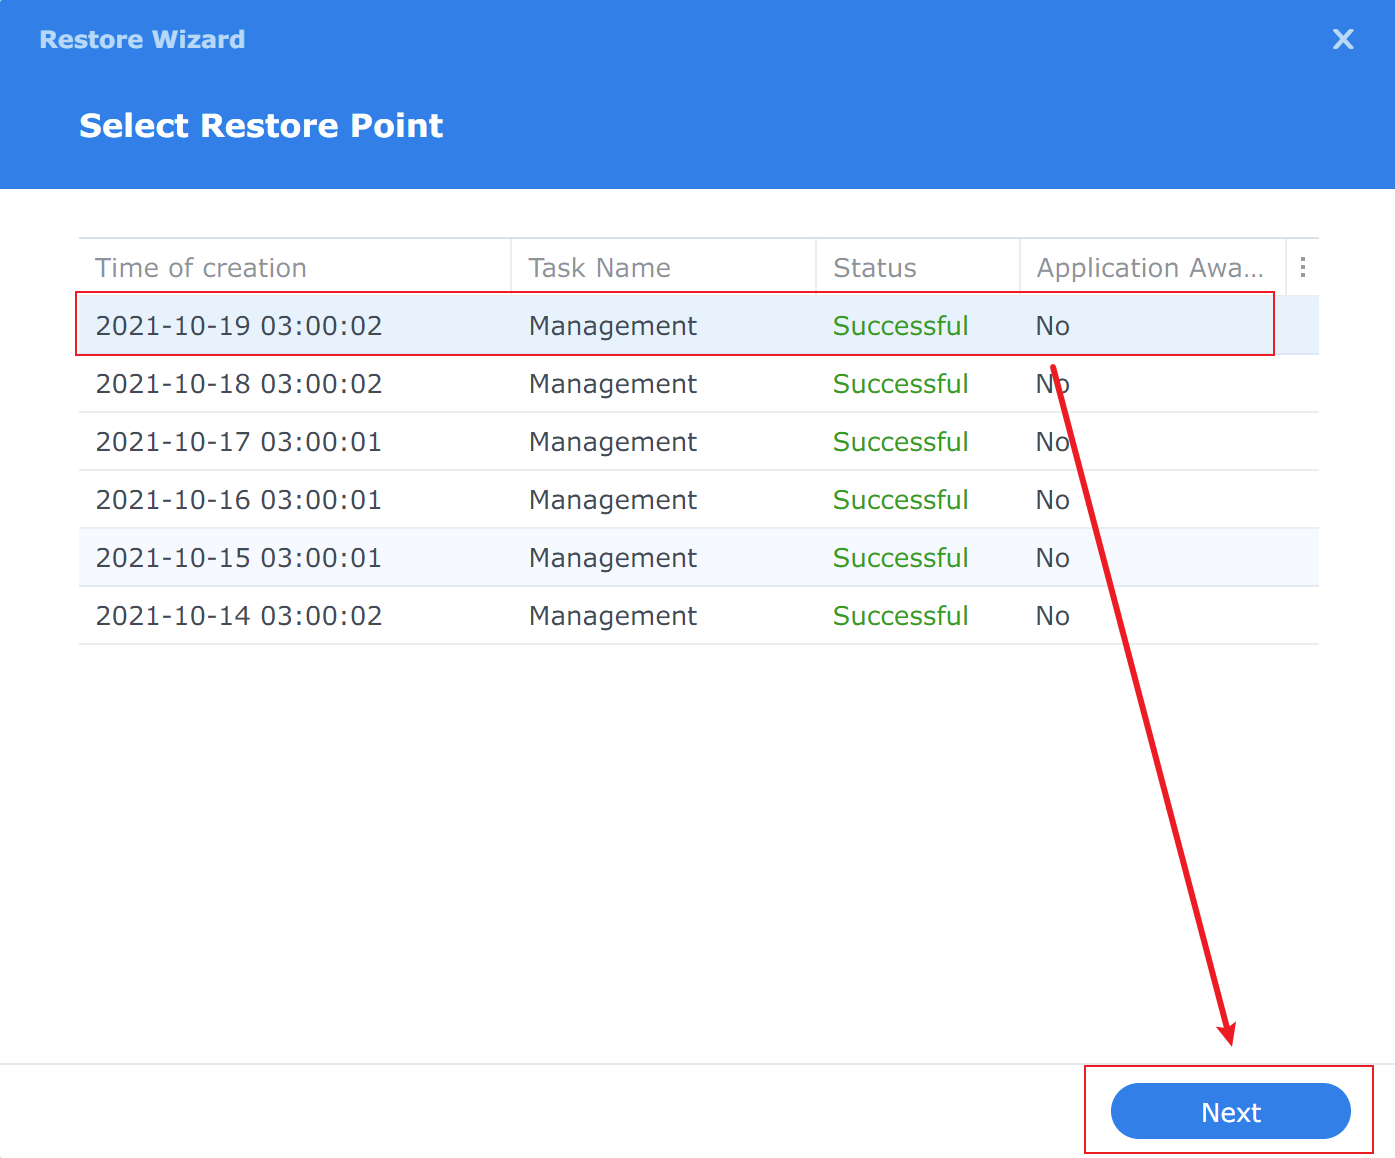 Restore Wizard
Select Restore Point
Time of creation Task Name Status Application Awa...
2021-10-19 03:00:02 Management Successful No
2021-10-18 03:00:02 Management Successful No
2021-10-17 03:00:01 Management Successful No
2021-10-16 03:00:01 Management Successful No
2021-10-15 03:00:01 Management Successful No
2021-10-14 03:00:02 Management Successful No
Next